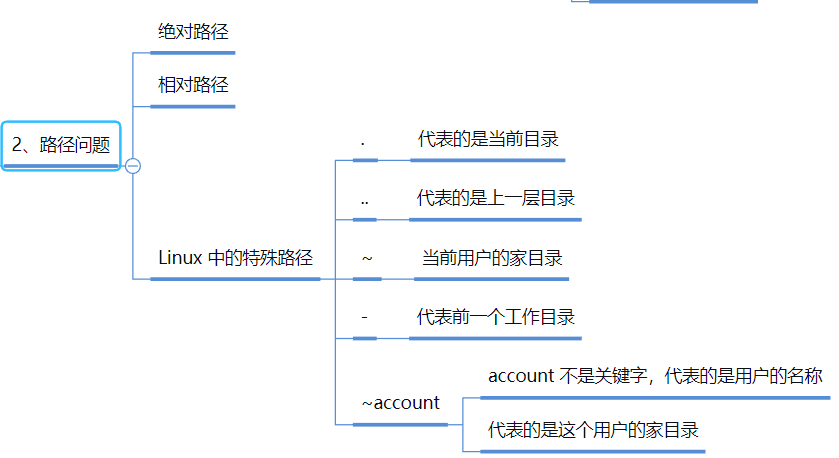 绝对路径
相对路径
2、路径问题
Linux 中的特殊路径
. 代表的是当前目录
.. 代表的是上一层目录
~ 当前用户的家目录
- 代表前一个工作目录
~account
account 不是关键字，代表的是用户的名称
代表的是这个用户的家目录